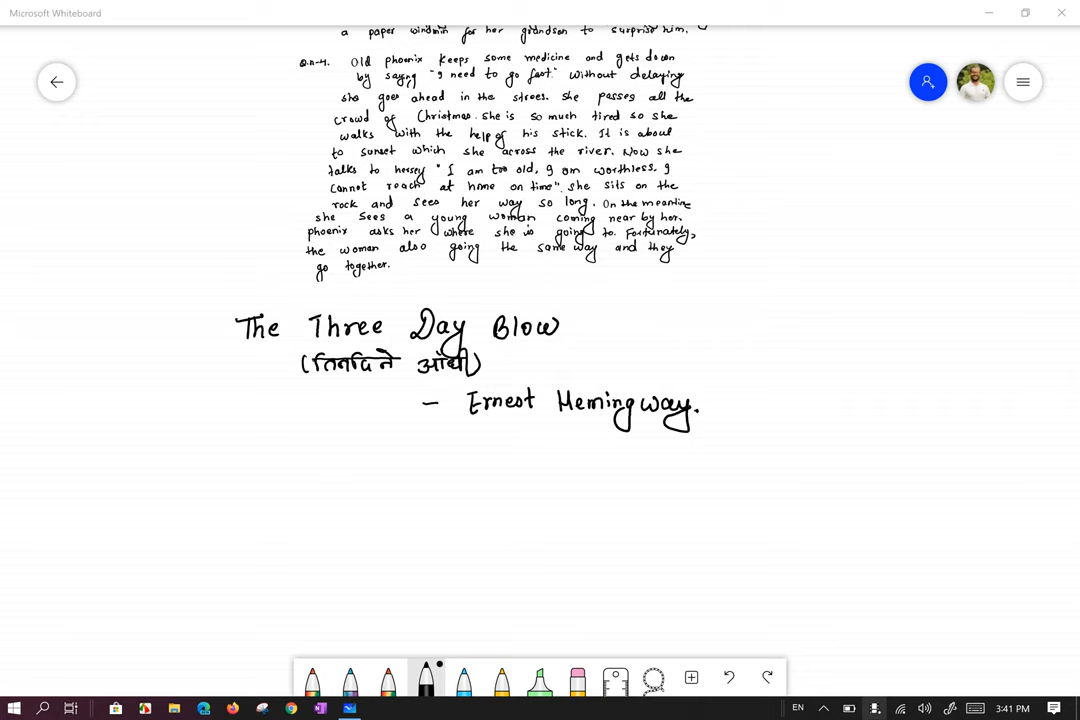 Microsoft Whiteboard
a paper windmin for her grandson to surprise him.
Q.n-4. Old phoenix keeps some medicine and gets down
by saying "I need to go fast." Without delaying
she goes ahead in the strees. She passes all the
crowd of Christmas. She is so much tired so she
walks with the help of his stick. It is about
to sunset which she across the river. Now she
talks to hersey "I am too old, I am worthless. I
cannot reach at home on time". she sits on the
rock and sees her way so long. On the meantime
she sees a young woman coming near by her.
phoenix asks her where she is going to. Fortunately,
the woman also going the same way and they
go together.
The Three Day Blow
(तिनदिने आँधी)
- Ernest Hemingway.
EN
3:41 PM